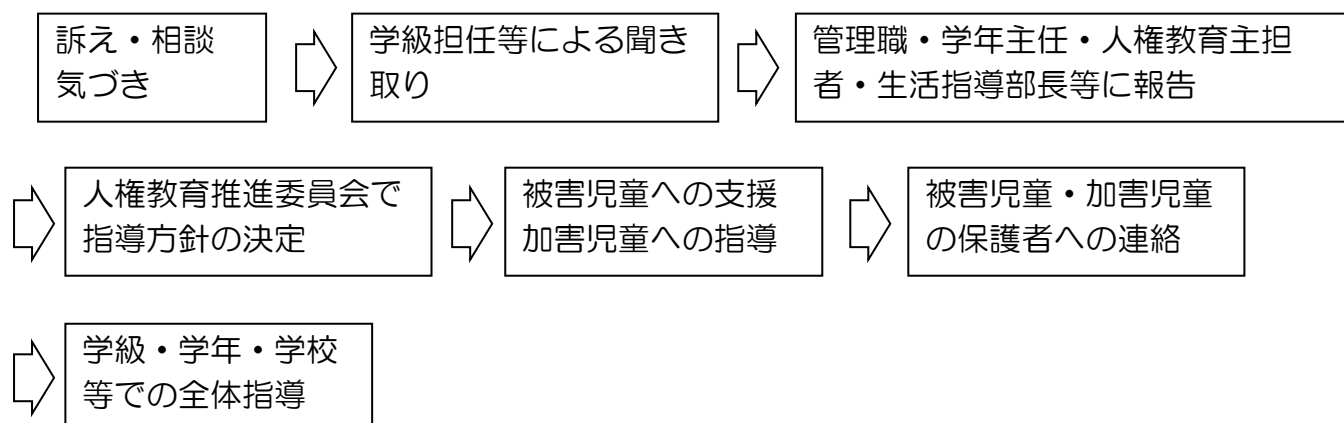 訴え・相談
気づき
学級担任等による聞き
取り
管理職・学年主任・人権教育主担
者・生活指導部長等に報告
人権教育推進委員会で
指導方針の決定
被害児童への支援
加害児童への指導
被害児童・加害児童
の保護者への連絡
学級・学年・学校
等での全体指導